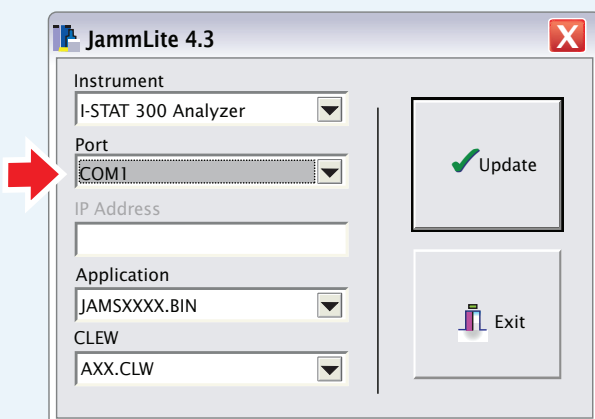 JammLite 4.3
Instrument
I-STAT 300 Analyzer
Port
COM1
IP Address
Application
JAMSXXXX.BIN
CLEW
AXX.CLW
Update
Exit